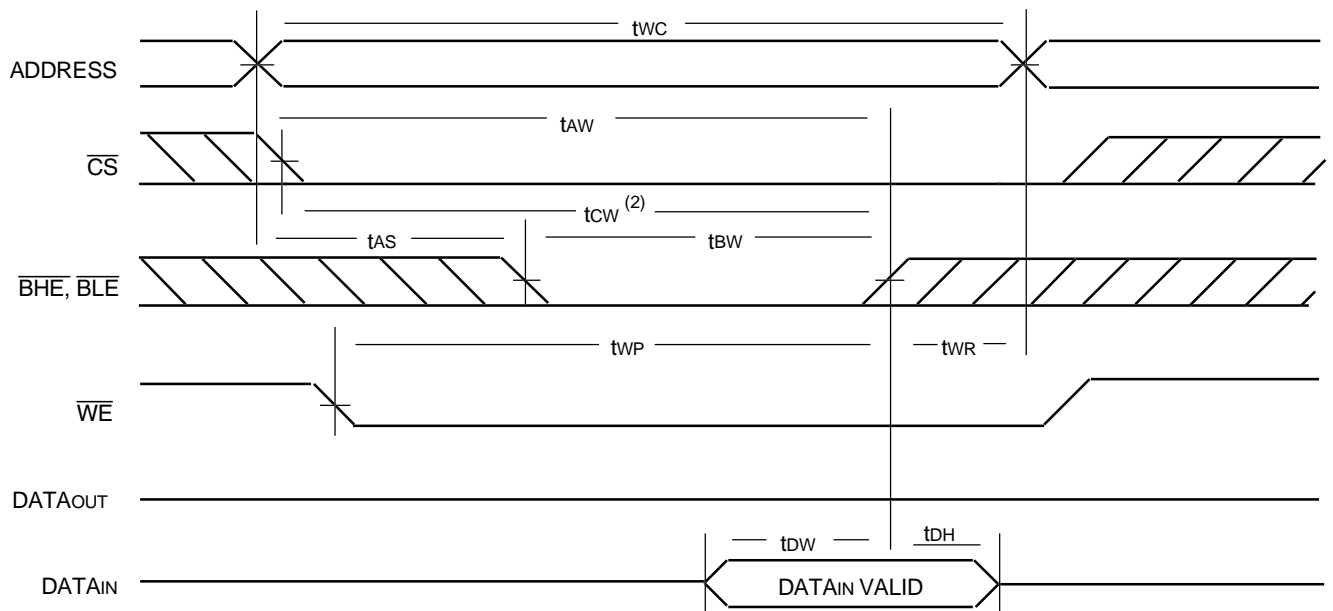 tWC
ADDRESS
tAW
CS
tCW (2)
tAS
tBW
BHE, BLE
tWP
tWR
WE
DATAOUT
tDW
tDH
DATAIN
DATAIN VALID